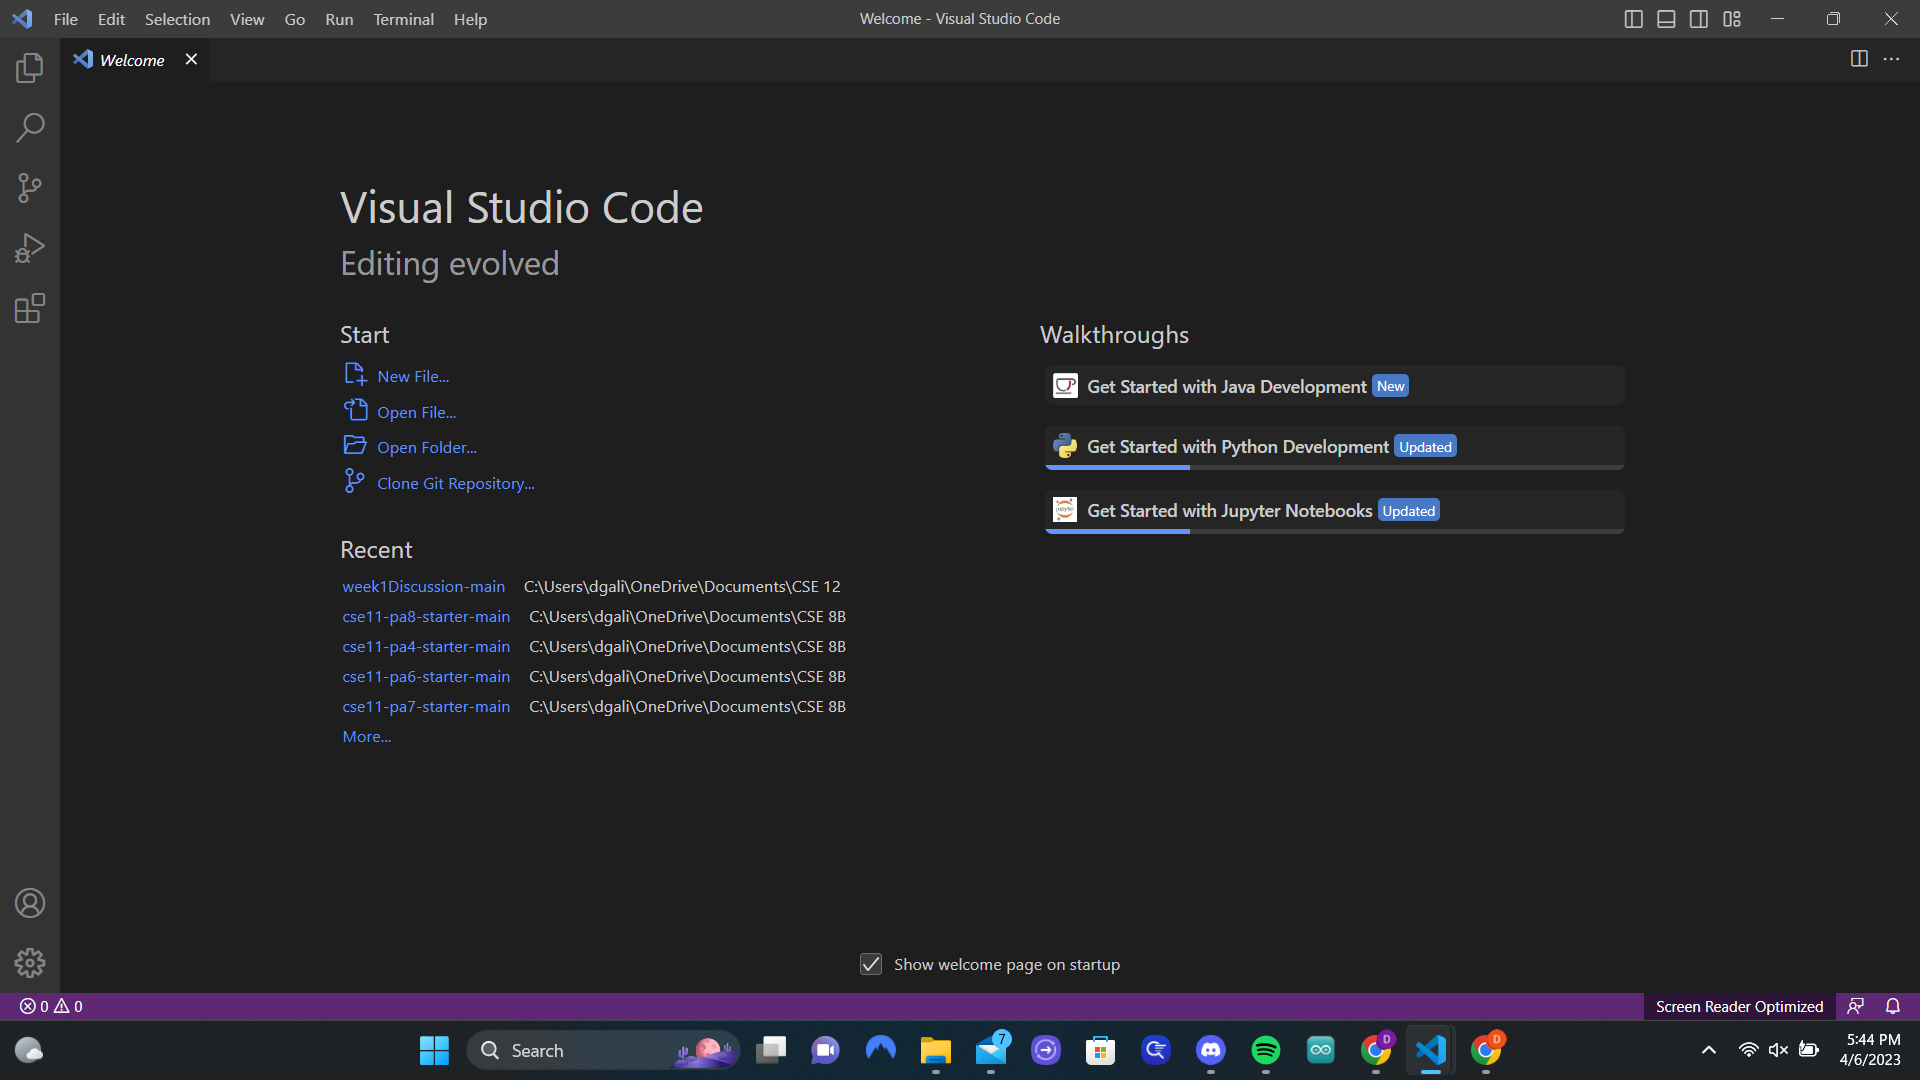 File Edit Selection View Go Run Terminal Help
Welcome - Visual Studio Code
Welcome
Visual Studio Code
Editing evolved
Start
New File...
Open File...
Open Folder...
Clone Git Repository...
Recent
week1Discussion-main C:\Users\dgali\OneDrive\Documents\CSE 12
cse11-pa8-starter-main C:\Users\dgali\OneDrive\Documents\CSE 8B
cse11-pa4-starter-main C:\Users\dgali\OneDrive\Documents\CSE 8B
cse11-pa6-starter-main C:\Users\dgali\OneDrive\Documents\CSE 8B
cse11-pa7-starter-main C:\Users\dgali\OneDrive\Documents\CSE 8B
More...
Walkthroughs
Get Started with Java Development New
Get Started with Python Development Updated
Get Started with Jupyter Notebooks Updated
Show welcome page on startup
0 0
Screen Reader Optimized
Search
7
D
D
5:44 PM
4/6/2023